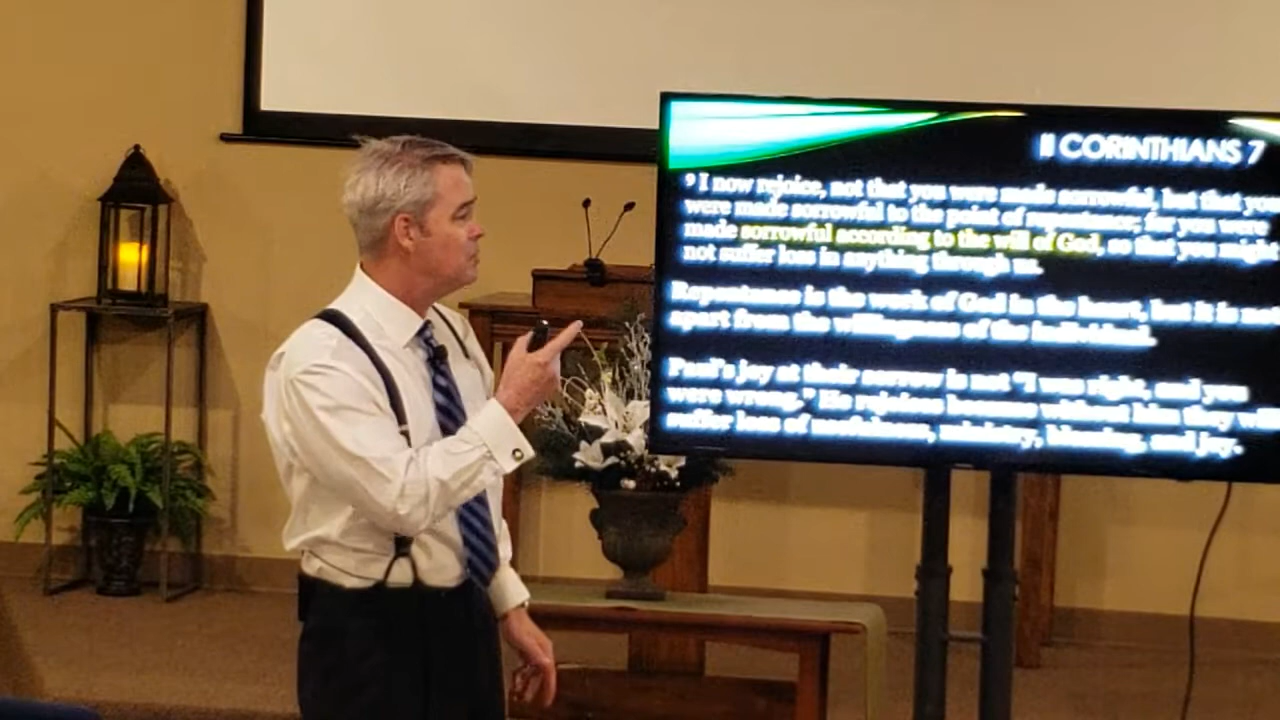 II CORINTHIANS 7
9 I now rejoice, not that you were made sorrowful, but that you
were made sorrowful to the point of repentance; for you were
made sorrowful according to the will of God, so that you might
not suffer loss in anything through us.
Repentance is the work of God in the heart, but it is not
apart from the willingness of the individual.
Paul's joy at their sorrow is not "I was right, and you
were wrong." He rejoices because without him they will
suffer loss of usefulness, ministry, blessing, and joy.